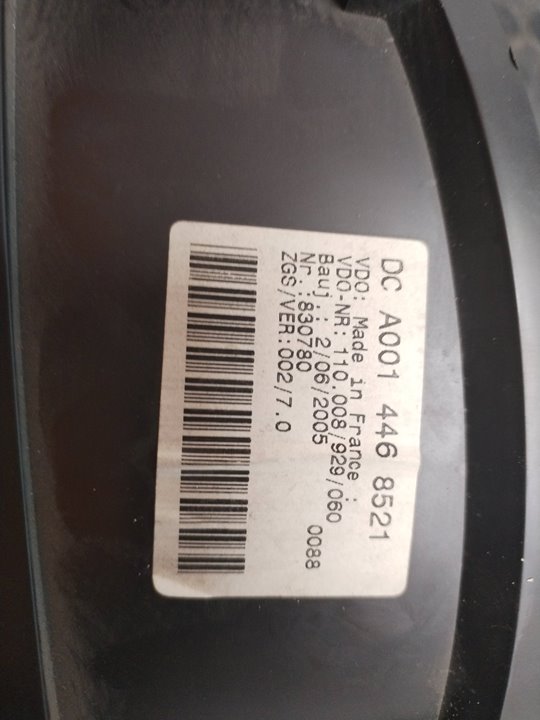 DC A001 446 8521
VDO: Made in France :
VDO-NR: 110.008/929/060
Bauj.: 2/06/2005 0088
Nr.:830780
ZGS/VER:002/7.0